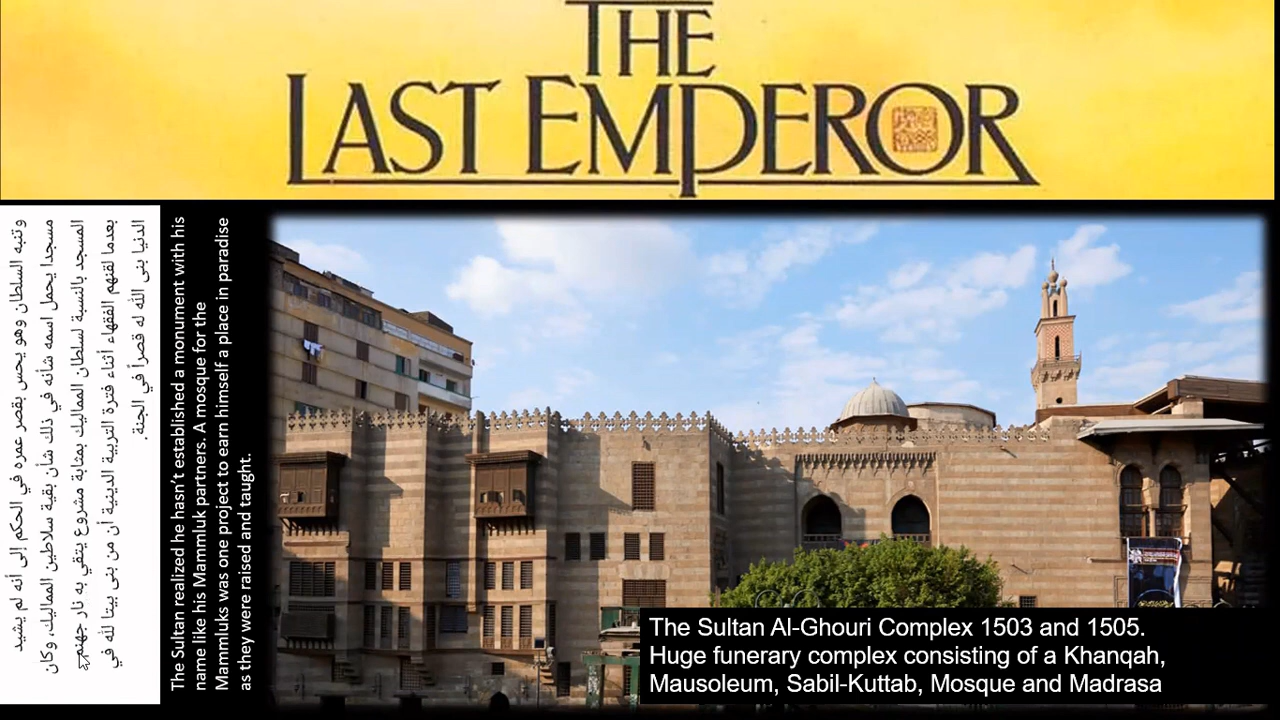 THE
LAST EMPEROR
وتنبه السلطان وهو يحس بقصر عمره في الحكم إلى أنه لم يشيد
مسجدا يحمل اسمه شأنه في ذلك شأن بقية سلاطين المماليك، وكان
المسجد بالنسبة لسلطان المماليك بمثابة مشروع يتقي به نار جهنم،
بعدما لقنهم الفقهاء أثناء فترة التربية الدينية أن من بنى بيتا لله في
الدنيا بنى الله له قصراً في الجنة.
The Sultan realized he hasn't established a monument with his
name like his Mammluk partners. A mosque for the
Mammluks was one project to earn himself a place in paradise
as they were raised and taught.
The Sultan Al-Ghouri Complex 1503 and 1505.
Huge funerary complex consisting of a Khanqah,
Mausoleum, Sabil-Kuttab, Mosque and Madrasa